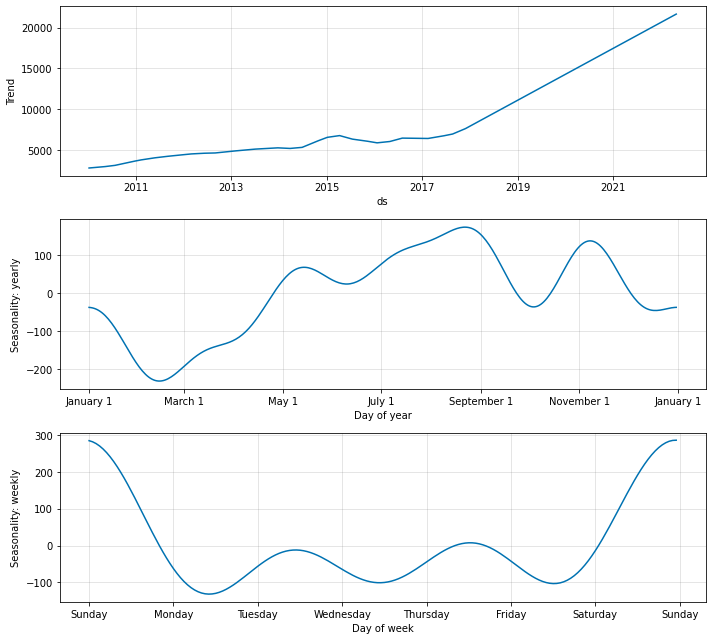 20000
15000
10000
5000
Trend
2011 2013 2015 2017 2019 2021
ds
100
0
−100
−200
Seasonality: yearly
January 1 March 1 May 1 July 1 September 1 November 1 January 1
Day of year
300
200
100
0
−100
Seasonality: weekly
Sunday Monday Tuesday Wednesday Thursday Friday Saturday Sunday
Day of week